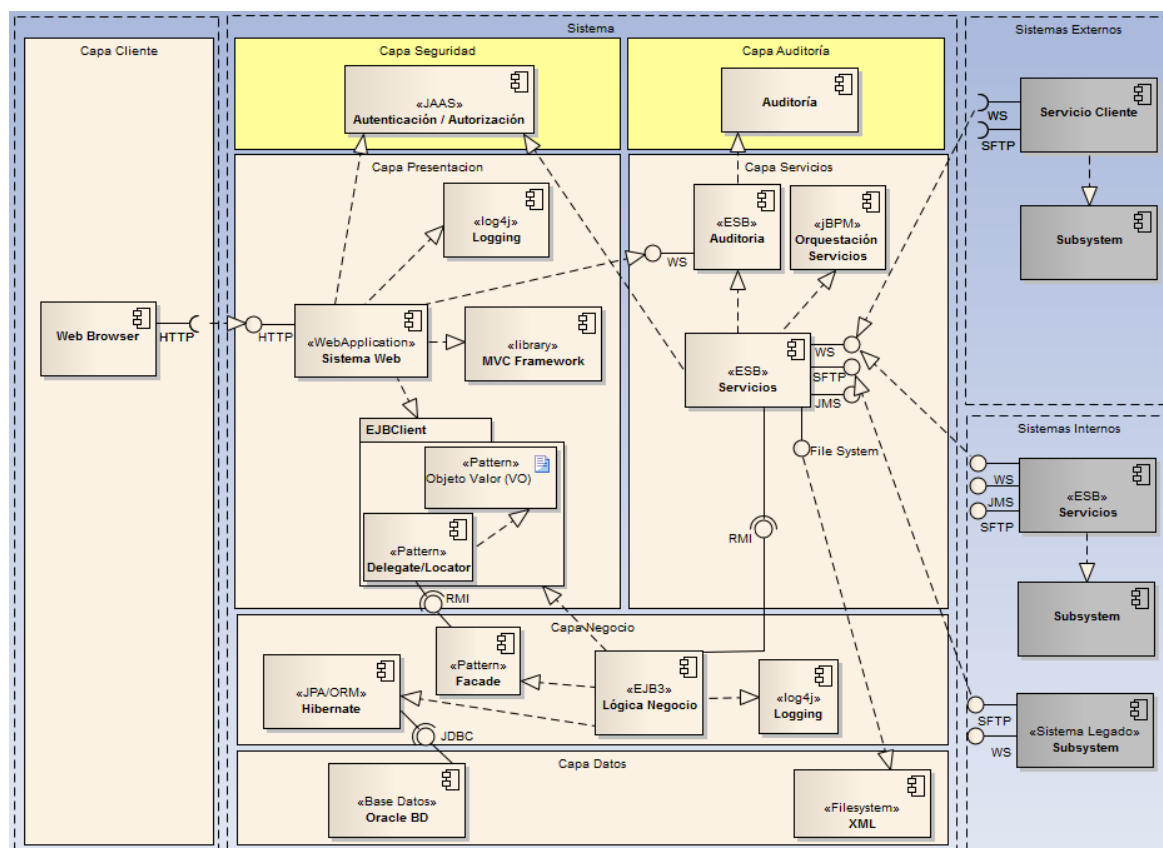 Sistema
Capa Cliente
Capa Seguridad
Capa Auditoría
Sistemas Externos
«JAAS»
Autenticación / Autorización
Auditoría
Servicio Cliente
WS
SFTP
Subsystem
Capa Presentacion
Capa Servicios
«log4j»
Logging
«ESB»
Auditoria
«jBPM»
Orquestación
Servicios
WS
Web Browser
HTTP
HTTP
«WebApplication»
Sistema Web
«library»
MVC Framework
«ESB»
Servicios
WS
SFTP
JMS
File System
EJBClient
«Pattern»
Objeto Valor (VO)
«Pattern»
Delegate/Locator
RMI
RMI
Sistemas Internos
WS
JMS
SFTP
«ESB»
Servicios
Subsystem
Capa Negocio
«JPA/ORM»
Hibernate
«Pattern»
Facade
«EJB3»
Lógica Negocio
«log4j»
Logging
SFTP
WS
«Sistema Legado»
Subsystem
JDBC
Capa Datos
«Base Datos»
Oracle BD
«Filesystem»
XML